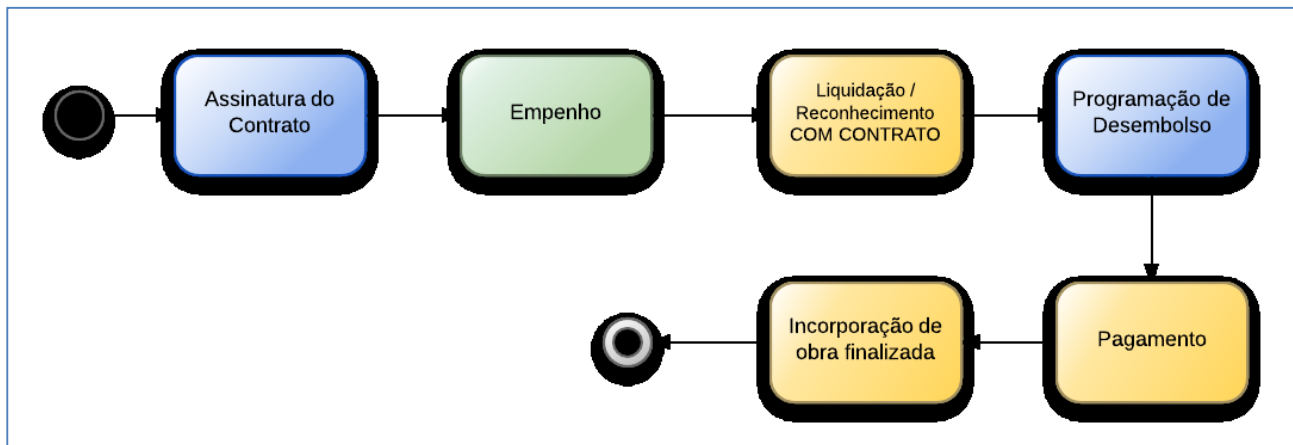 Assinatura do
Contrato
Empenho
Liquidação /
Reconhecimento
COM CONTRATO
Programação de
Desembolso
Incorporação de
obra finalizada
Pagamento